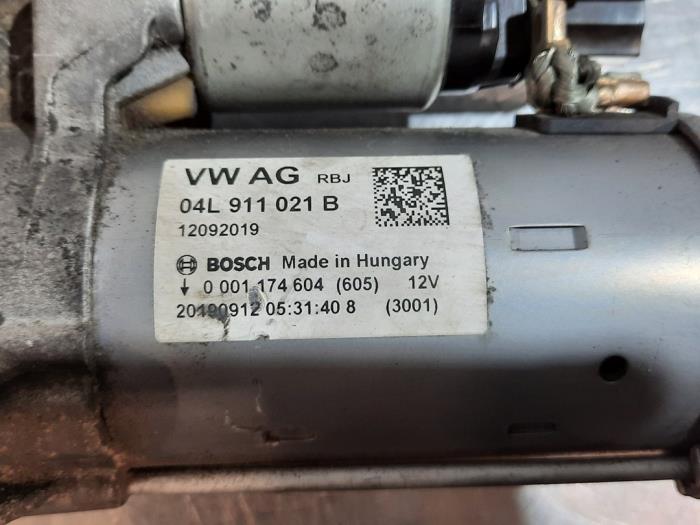 VW AG RBJ
04L 911 021 B
12092019
BOSCH Made in Hungary
0 001 174 604 (605) 12V
20190912 05:31:40 8 (3001)